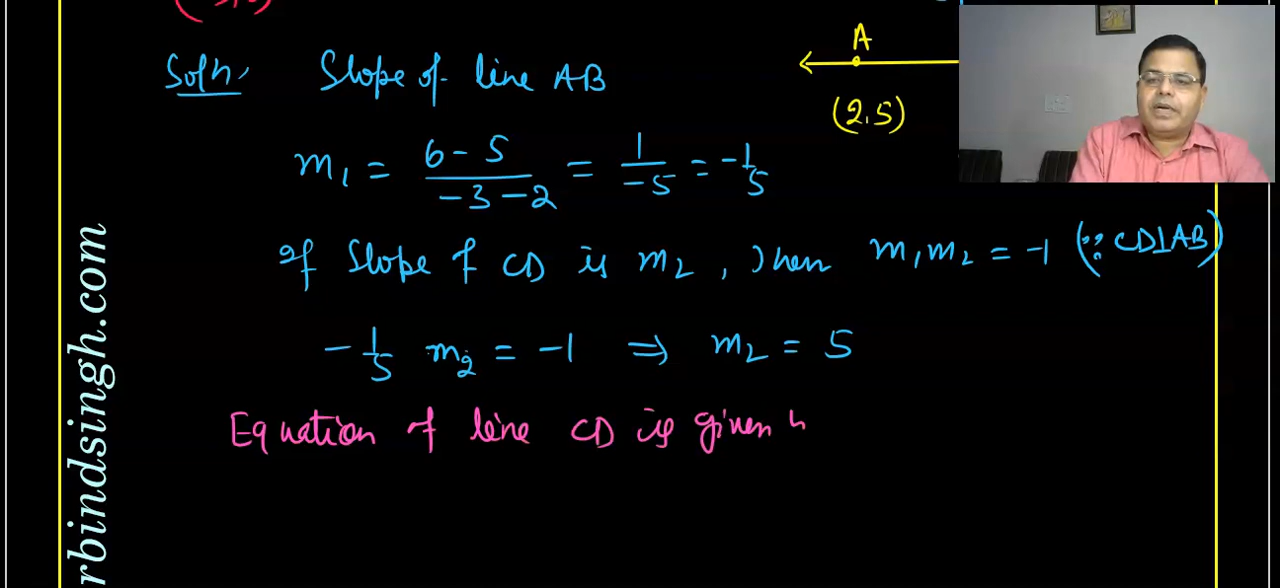 Soln.
Slope of line AB
A
(2,5)
m₁ = 6 - 5 / -3 - 2 = 1 / -5 = -1/5
If slope of CD is m₂, then m₁m₂ = -1 (∵ CD⊥AB)
-1/5 m₂ = -1 ⇒ m₂ = 5
Equation of line CD is given
rbindsingh.com